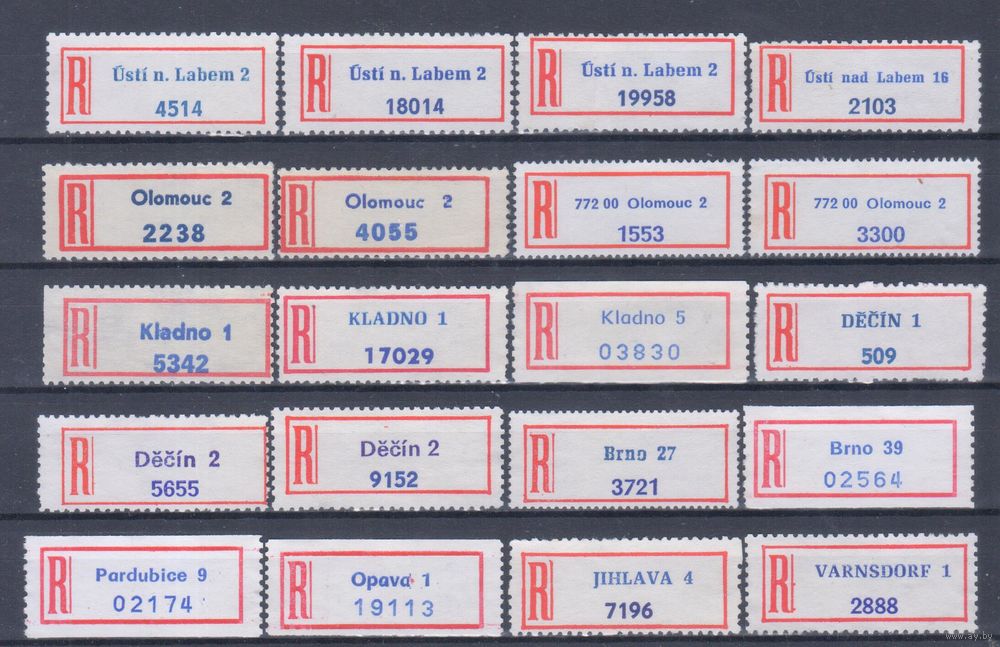 R Ústí n. Labem 2
4514
R Ústí n. Labem 2
18014
R Ústí n. Labem 2
19958
R Ústí nad Labem 16
2103
R Olomouc 2
2238
R Olomouc 2
4055
R 772 00 Olomouc 2
1553
R 772 00 Olomouc 2
3300
R Kladno 1
5342
R KLADNO 1
17029
R Kladno 5
03830
R DĚČÍN 1
509
R Děčín 2
5655
R Děčín 2
9152
R Brno 27
3721
R Brno 39
02564
R Pardubice 9
02174
R Opava 1
19113
R JIHLAVA 4
7196
R VARNSDORF 1
2888
www.ay.by